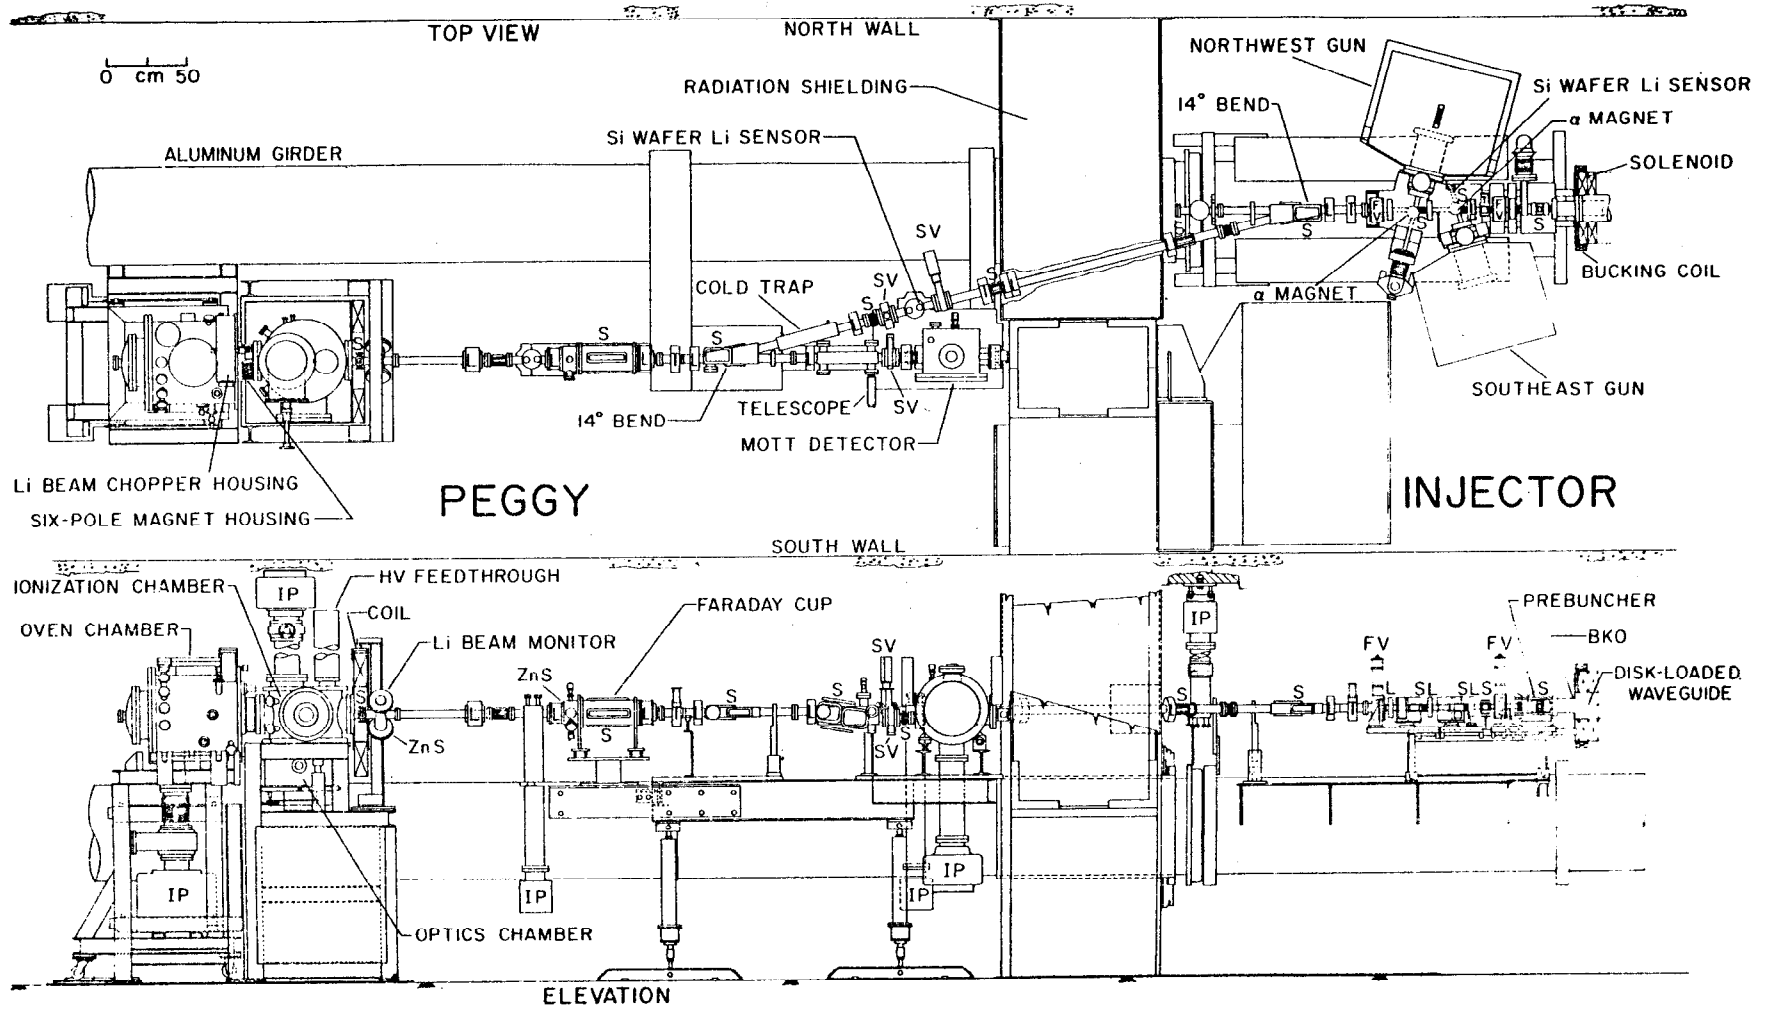 TOP VIEW
NORTH WALL
0 cm 50
NORTHWEST GUN
RADIATION SHIELDING
Si WAFER Li SENSOR
14° BEND
α MAGNET
Si WAFER Li SENSOR
ALUMINUM GIRDER
SOLENOID
SV
FV
S
S
FV
S
S
S
SV
COLD TRAP
S
S
S
α MAGNET
BUCKING COIL
S
S
S
TELESCOPE
SV
14° BEND
MOTT DETECTOR
SOUTHEAST GUN
Li BEAM CHOPPER HOUSING
SIX-POLE MAGNET HOUSING
PEGGY
INJECTOR
SOUTH WALL
IONIZATION CHAMBER
IP
HV FEEDTHROUGH
COIL
FARADAY CUP
PREBUNCHER
OVEN CHAMBER
Li BEAM MONITOR
SV
IP
FV
FV
BKO
ZnS
DISK-LOADED
WAVEGUIDE
S
S
S
S
S
L
SL
SL
S
S
ZnS
S
SV
S
IP
IP
IP
IP
OPTICS CHAMBER
ELEVATION